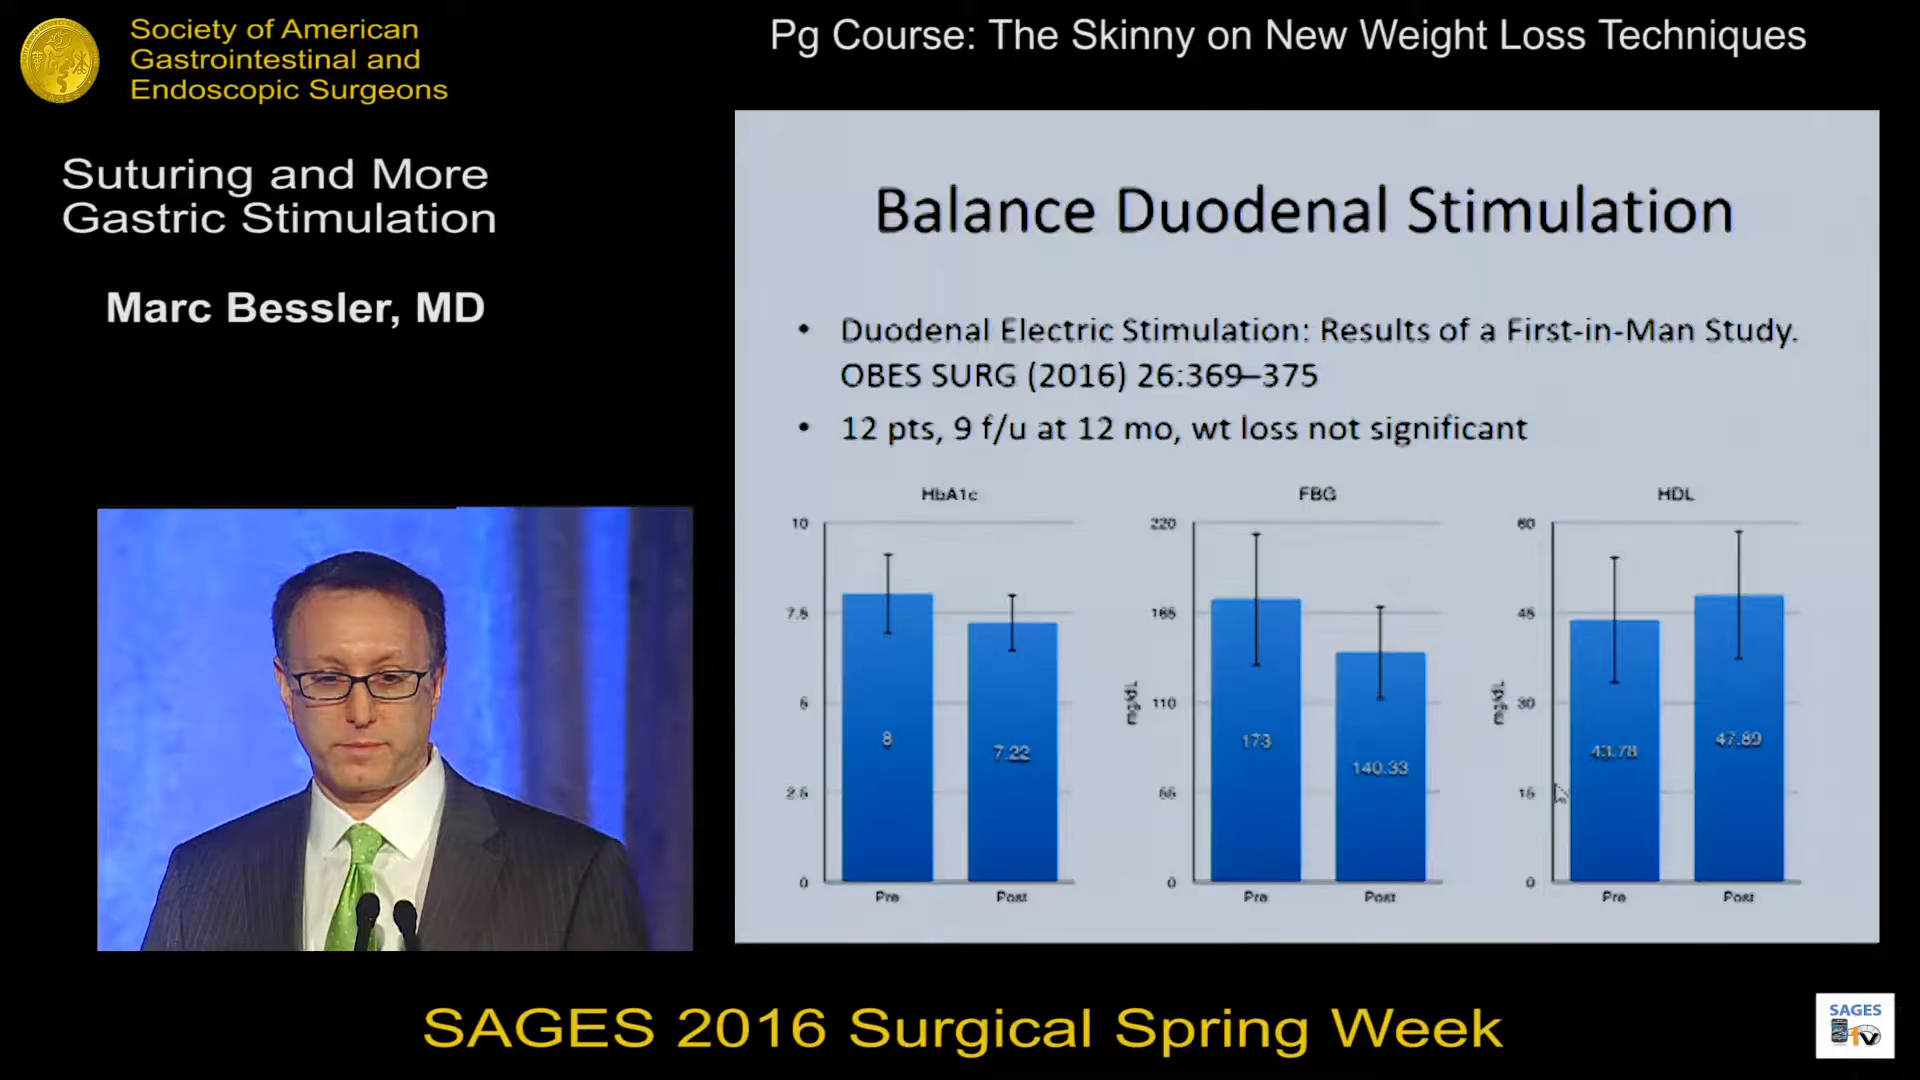 Society of American
Gastrointestinal and
Endoscopic Surgeons
Pg Course: The Skinny on New Weight Loss Techniques
Suturing and More
Gastric Stimulation
Marc Bessler, MD
Balance Duodenal Stimulation
• Duodenal Electric Stimulation: Results of a First-in-Man Study.
OBES SURG (2016) 26:369–375
• 12 pts, 9 f/u at 12 mo, wt loss not significant
HbA1c
10
7.5
5
2.5
0
8
7.22
Pre
Post
FBG
mg/dL
220
165
110
55
0
173
140.33
Pre
Post
HDL
mg/dL
60
45
30
15
0
43.78
47.89
Pre
Post
SAGES 2016 Surgical Spring Week
SAGES
TV